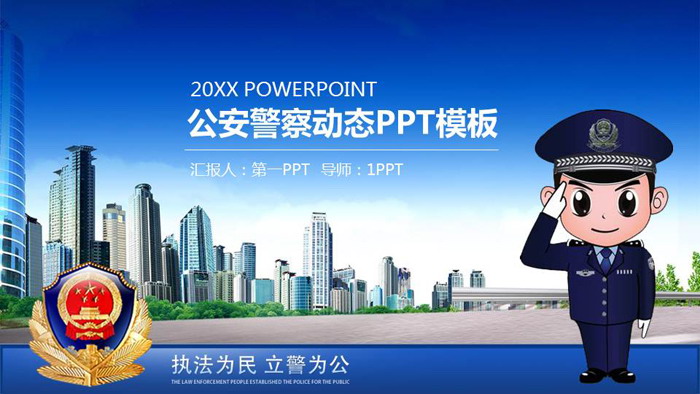 20XX POWERPOINT
公安警察动态PPT模板
汇报人：第一PPT 导师：1PPT
执法为民 立警为公
THE LAW ENFORCEMENT PEOPLE ESTABLISHED THE POLICE FOR THE PUBLIC